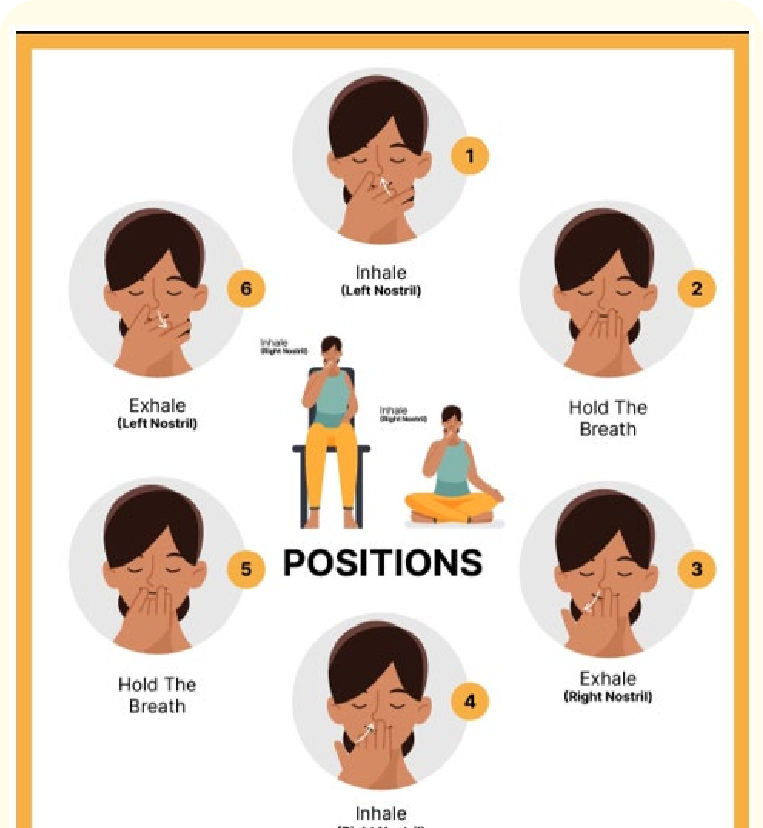 1
Inhale
(Left Nostril)
2
Hold The
Breath
3
Exhale
(Right Nostril)
4
Inhale
5
Hold The
Breath
6
Exhale
(Left Nostril)
Inhale
(Right Nostril)
Inhale
(Right Nostril)
POSITIONS